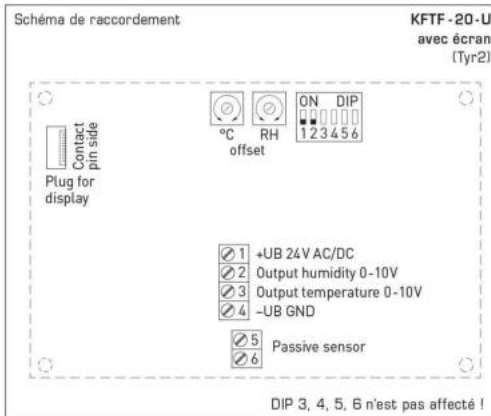 Schéma de raccordement
KFTF - 20 - U
avec écran
(Tyr2)
ON DIP
1 2 3 4 5 6
°C RH
offset
Contact
pin side
Plug for
display
1 +UB 24V AC/DC
2 Output humidity 0-10V
3 Output temperature 0-10V
4 –UB GND
5
6
Passive sensor
DIP 3, 4, 5, 6 n'est pas affecté !